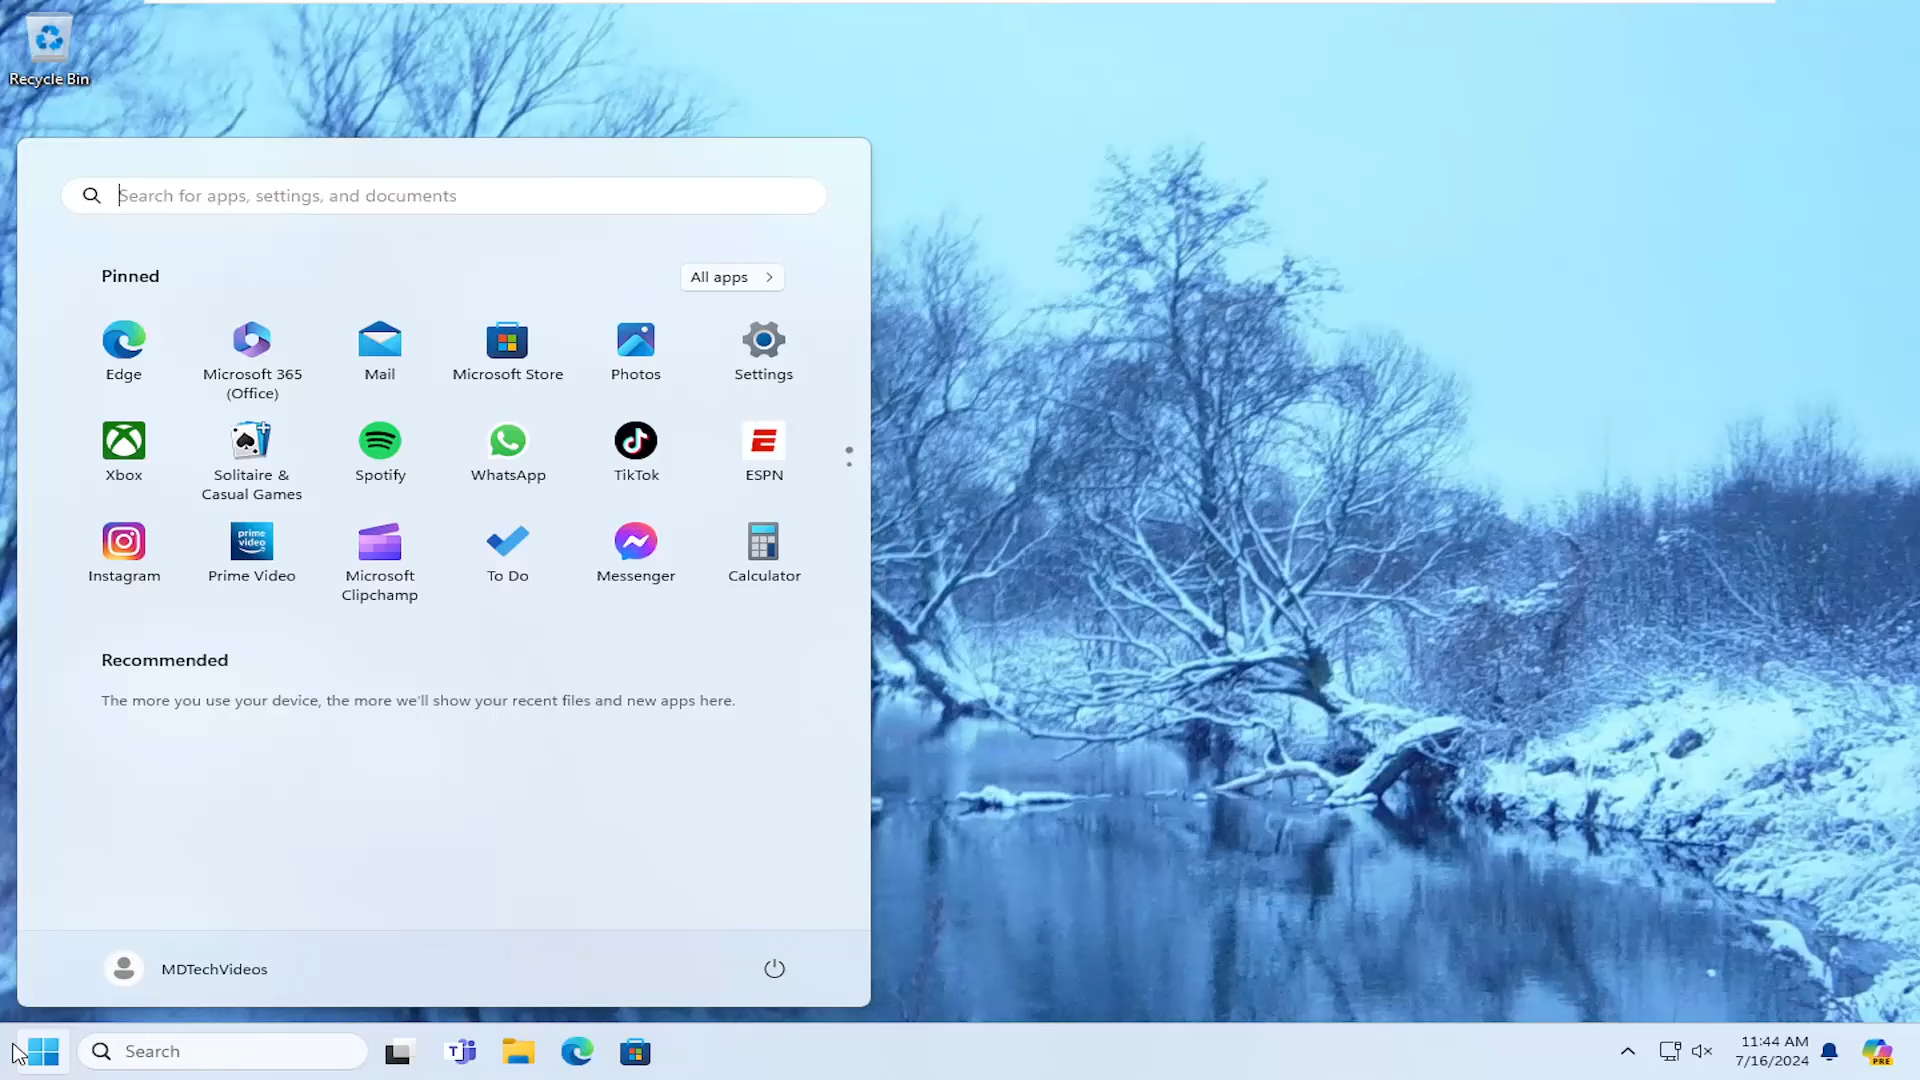 Recycle Bin
Search for apps, settings, and documents
Pinned
All apps
Edge
Microsoft 365
(Office)
Mail
Microsoft Store
Photos
Settings
Xbox
Solitaire &
Casual Games
Spotify
WhatsApp
TikTok
ESPN
prime
video
Instagram
Prime Video
Microsoft
Clipchamp
To Do
Messenger
Calculator
Recommended
The more you use your device, the more we'll show your recent files and new apps here.
MDTechVideos
Search
11:44 AM
7/16/2024
PRE